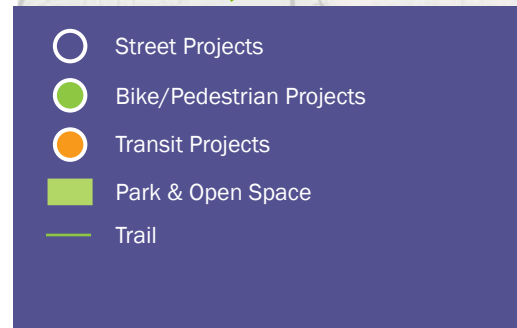 Street Projects
Bike/Pedestrian Projects
Transit Projects
Park & Open Space
Trail